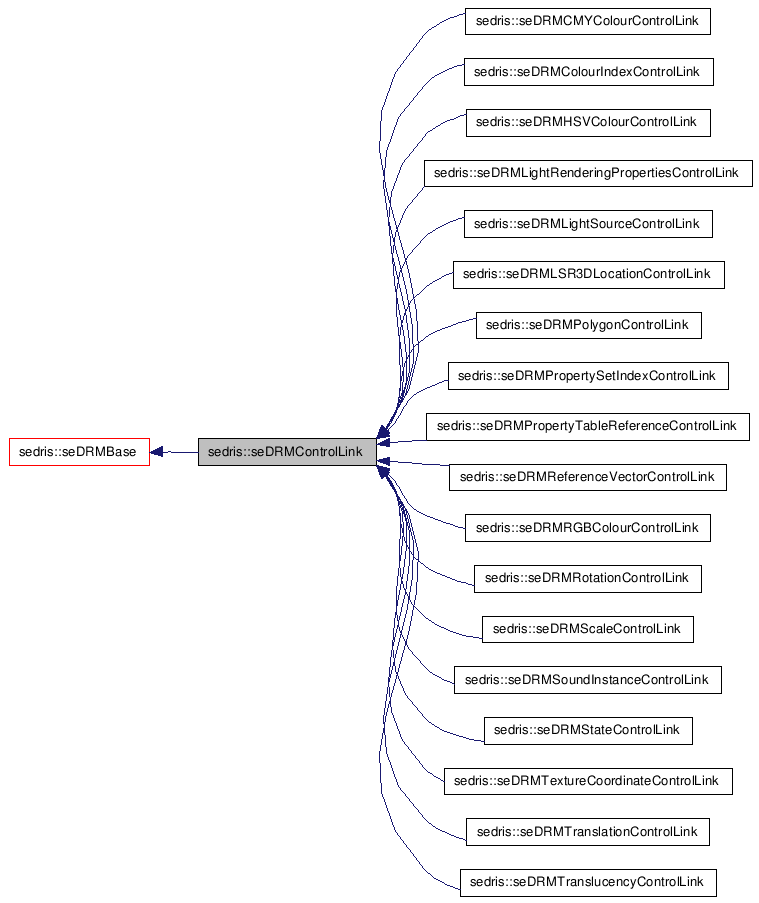 sedris::seDRMCMYColourControlLink
sedris::seDRMColourIndexControlLink
sedris::seDRMHSVColourControlLink
sedris::seDRMLightRenderingPropertiesControlLink
sedris::seDRMLightSourceControlLink
sedris::seDRMLSR3DLocationControlLink
sedris::seDRMPolygonControlLink
sedris::seDRMPropertySetIndexControlLink
sedris::seDRMPropertyTableReferenceControlLink
sedris::seDRMBase
sedris::seDRMControlLink
sedris::seDRMReferenceVectorControlLink
sedris::seDRMRGBColourControlLink
sedris::seDRMRotationControlLink
sedris::seDRMScaleControlLink
sedris::seDRMSoundInstanceControlLink
sedris::seDRMStateControlLink
sedris::seDRMTextureCoordinateControlLink
sedris::seDRMTranslationControlLink
sedris::seDRMTranslucencyControlLink